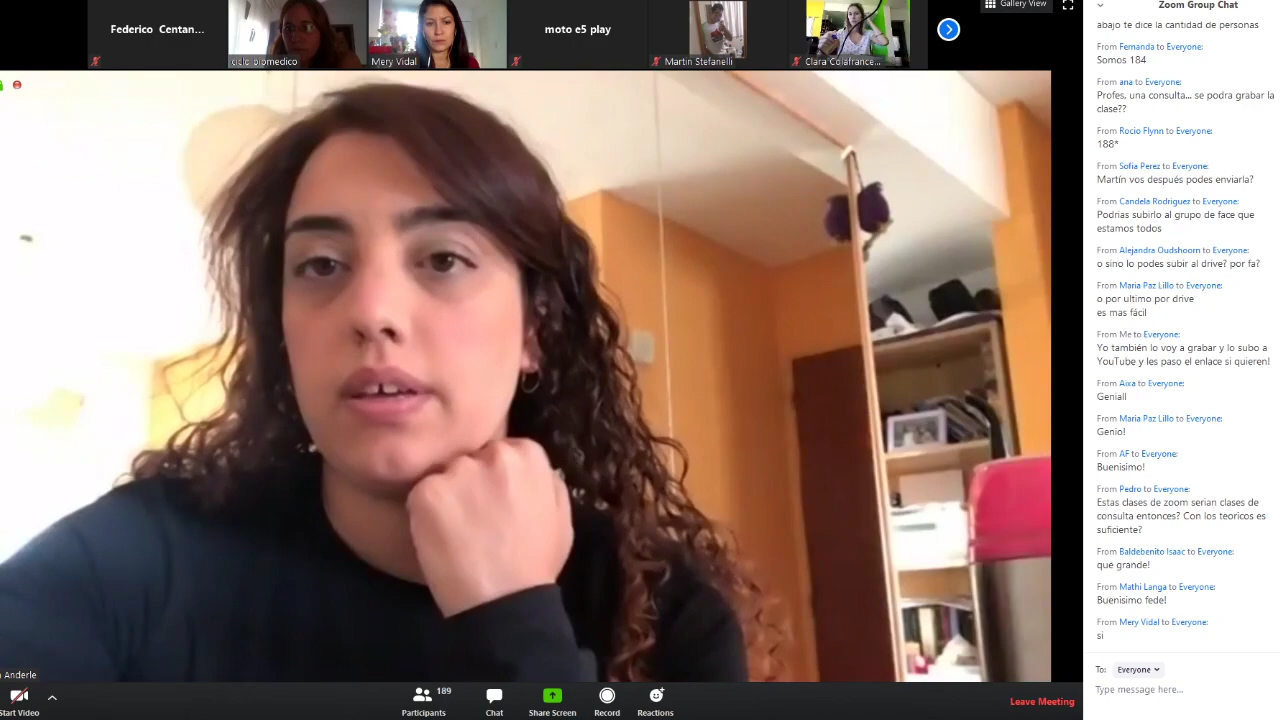 Federico Centan...
ciclo biomedico
Mery Vidal
moto e5 play
Martin Stefanelli
Clara Colafrance...
Gallery View
Anderle
Start Video
189
Participants
Chat
Share Screen
Record
Reactions
Leave Meeting
Zoom Group Chat
abajo te dice la cantidad de personas
From Fernanda to Everyone:
Somos 184
From ana to Everyone:
Profes, una consulta... se podra grabar la
clase??
From Rocio Flynn to Everyone:
188*
From Sofía Perez to Everyone:
Martín vos después podes enviarla?
From Candela Rodriguez to Everyone:
Podrias subirlo al grupo de face que
estamos todos
From Alejandra Oudshoorn to Everyone:
o sino lo podes subir al drive? por fa?
From Maria Paz Lillo to Everyone:
o por ultimo por drive
es mas fácil
From Me to Everyone:
Yo también lo voy a grabar y lo subo a
YouTube y les paso el enlace si quieren!
From Aixa to Everyone:
Geniall
From Maria Paz Lillo to Everyone:
Genio!
From AF to Everyone:
Buenísimo!
From Pedro to Everyone:
Estas clases de zoom serian clases de
consulta entonces? Con los teoricos es
suficiente?
From Baldebenito Isaac to Everyone:
qué grande!
From Mathi Langa to Everyone:
Buenisimo fede!
From Mery Vidal to Everyone:
si
To: Everyone
Type message here...